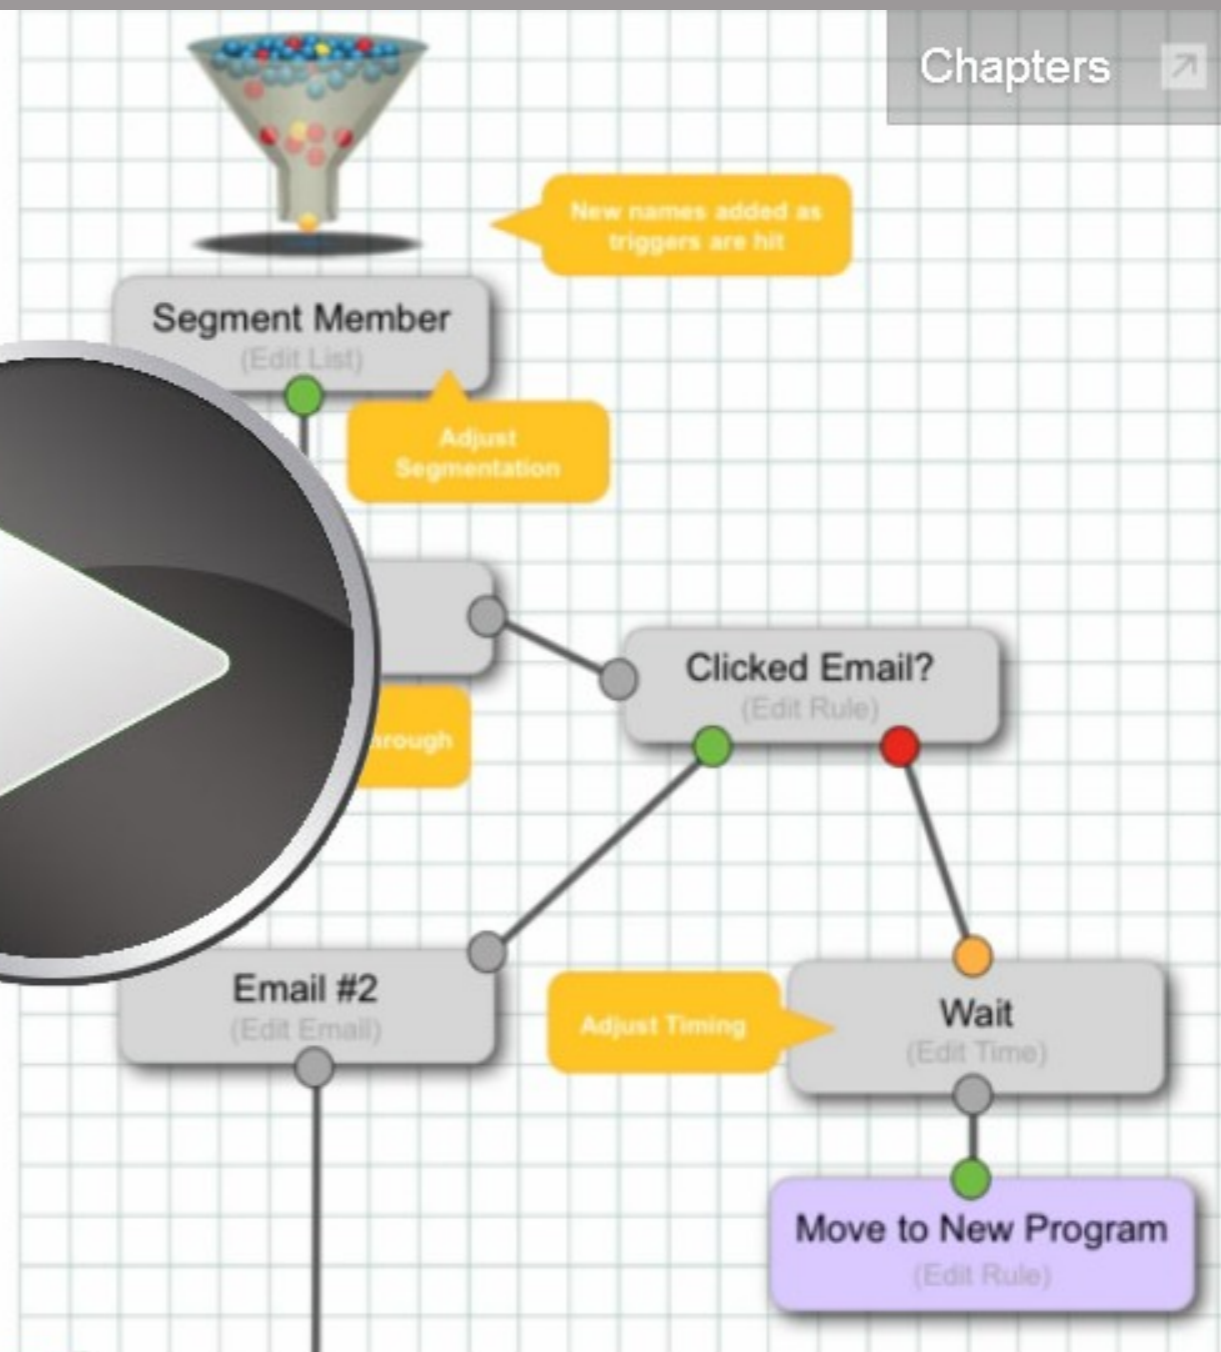 Chapters
New names added as
triggers are hit
Segment Member
(Edit List)
Adjust
Segmentation
Clicked Email?
(Edit Rule)
Email #2
(Edit Email)
Adjust Timing
Wait
(Edit Time)
Move to New Program
(Edit Rule)